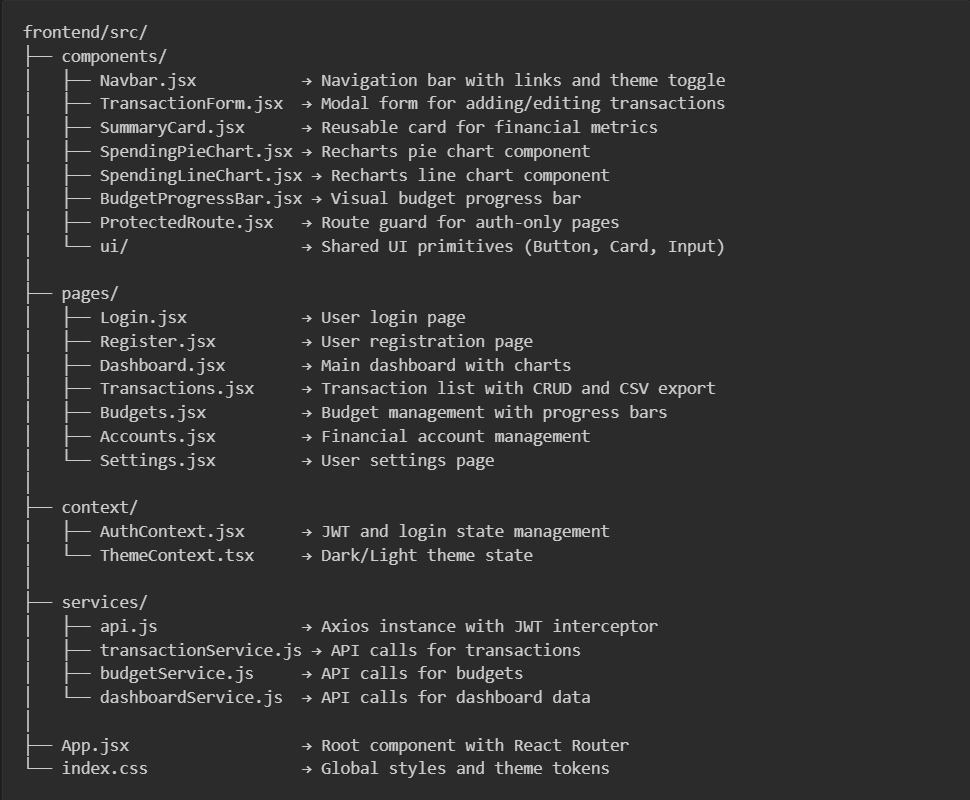 frontend/src/
├── components/
│   ├── Navbar.jsx           → Navigation bar with links and theme toggle
│   ├── TransactionForm.jsx  → Modal form for adding/editing transactions
│   ├── SummaryCard.jsx      → Reusable card for financial metrics
│   ├── SpendingPieChart.jsx → Recharts pie chart component
│   ├── SpendingLineChart.jsx → Recharts line chart component
│   ├── BudgetProgressBar.jsx → Visual budget progress bar
│   ├── ProtectedRoute.jsx   → Route guard for auth-only pages
│   └── ui/                  → Shared UI primitives (Button, Card, Input)
│
├── pages/
│   ├── Login.jsx            → User login page
│   ├── Register.jsx         → User registration page
│   ├── Dashboard.jsx        → Main dashboard with charts
│   ├── Transactions.jsx     → Transaction list with CRUD and CSV export
│   ├── Budgets.jsx          → Budget management with progress bars
│   ├── Accounts.jsx         → Financial account management
│   └── Settings.jsx         → User settings page
│
├── context/
│   ├── AuthContext.jsx      → JWT and login state management
│   └── ThemeContext.tsx     → Dark/Light theme state
│
├── services/
│   ├── api.js               → Axios instance with JWT interceptor
│   ├── transactionService.js → API calls for transactions
│   ├── budgetService.js     → API calls for budgets
│   └── dashboardService.js  → API calls for dashboard data
│
├── App.jsx                  → Root component with React Router
└── index.css                → Global styles and theme tokens